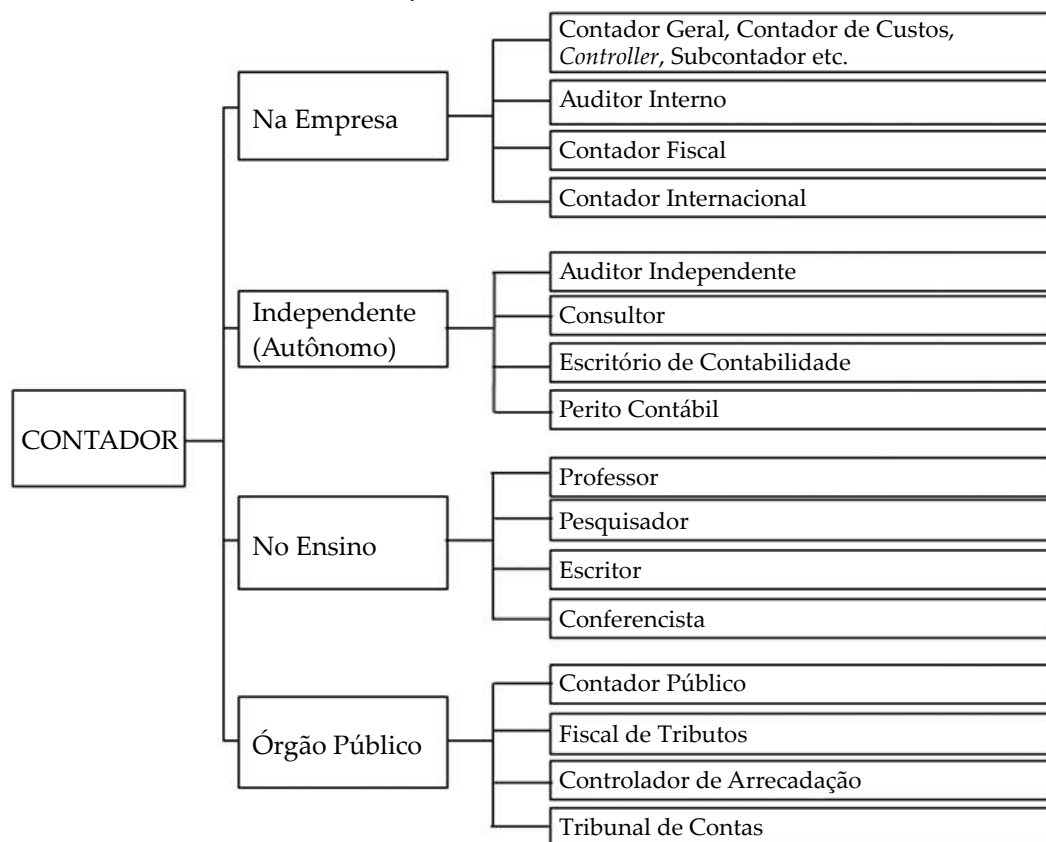 CONTADOR
Na Empresa
Contador Geral, Contador de Custos,
Controller, Subcontador etc.
Auditor Interno
Contador Fiscal
Contador Internacional
Independente
(Autônomo)
Auditor Independente
Consultor
Escritório de Contabilidade
Perito Contábil
No Ensino
Professor
Pesquisador
Escritor
Conferencista
Órgão Público
Contador Público
Fiscal de Tributos
Controlador de Arrecadação
Tribunal de Contas